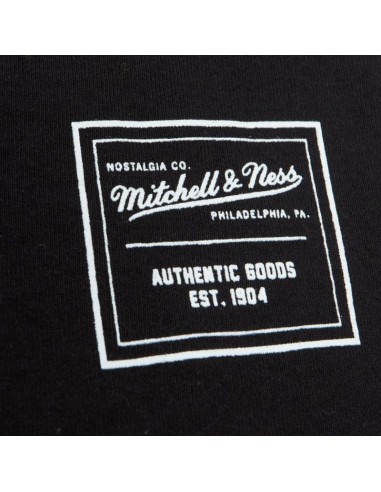 NOSTALGIA CO.
Mitchell & Ness
PHILADELPHIA, PA.
AUTHENTIC GOODS
EST. 1904